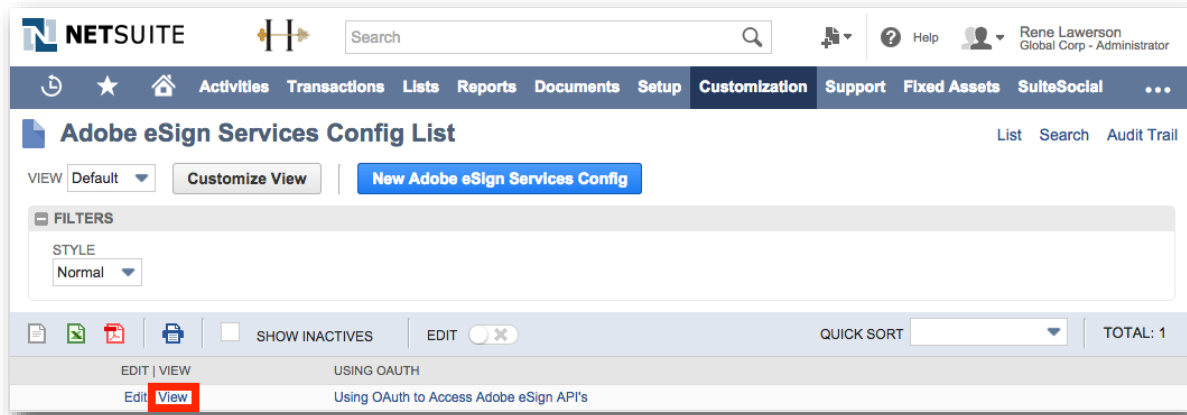 NETSUITE
Search
Help
Rene Lawerson
Global Corp - Administrator
Activities Transactions Lists Reports Documents Setup Customization Support Fixed Assets SuiteSocial •••
Adobe eSign Services Config List
List Search Audit Trail
VIEW Default Customize View New Adobe eSign Services Config
FILTERS
STYLE
Normal
SHOW INACTIVES EDIT QUICK SORT TOTAL: 1
EDIT | VIEW USING OAUTH
Edit View Using OAuth to Access Adobe eSign API's